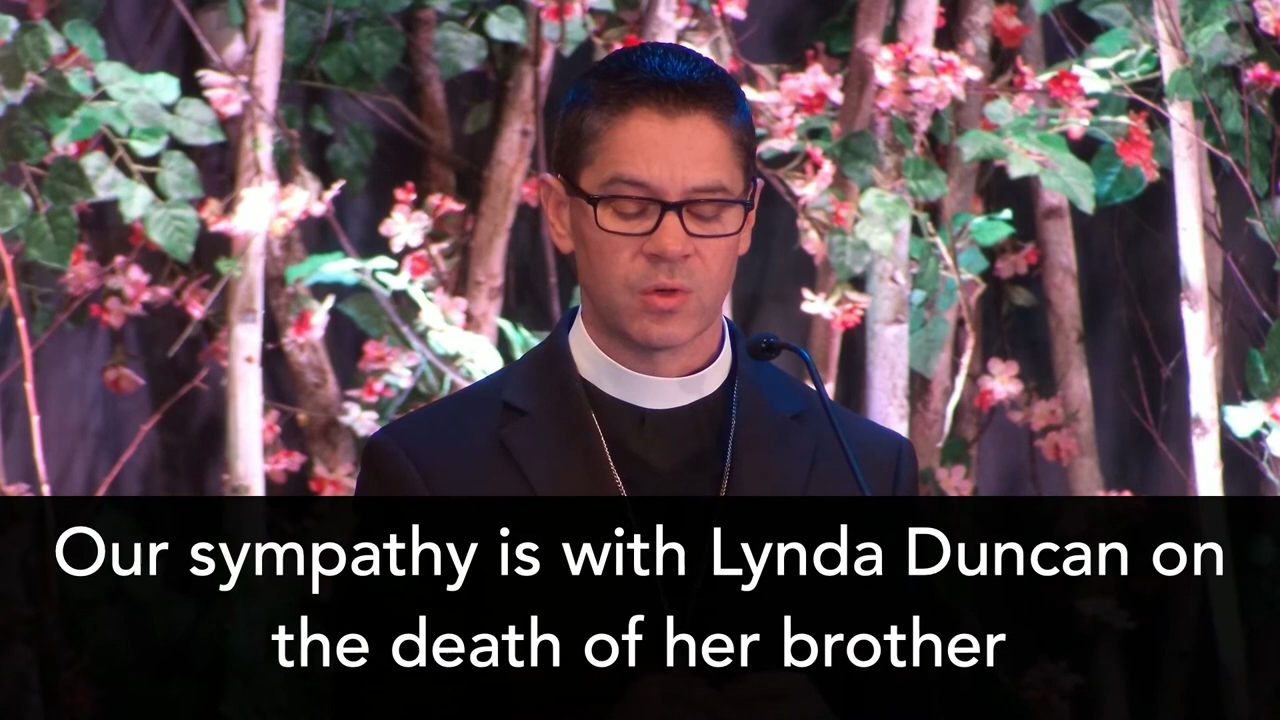 Our sympathy is with Lynda Duncan on
the death of her brother